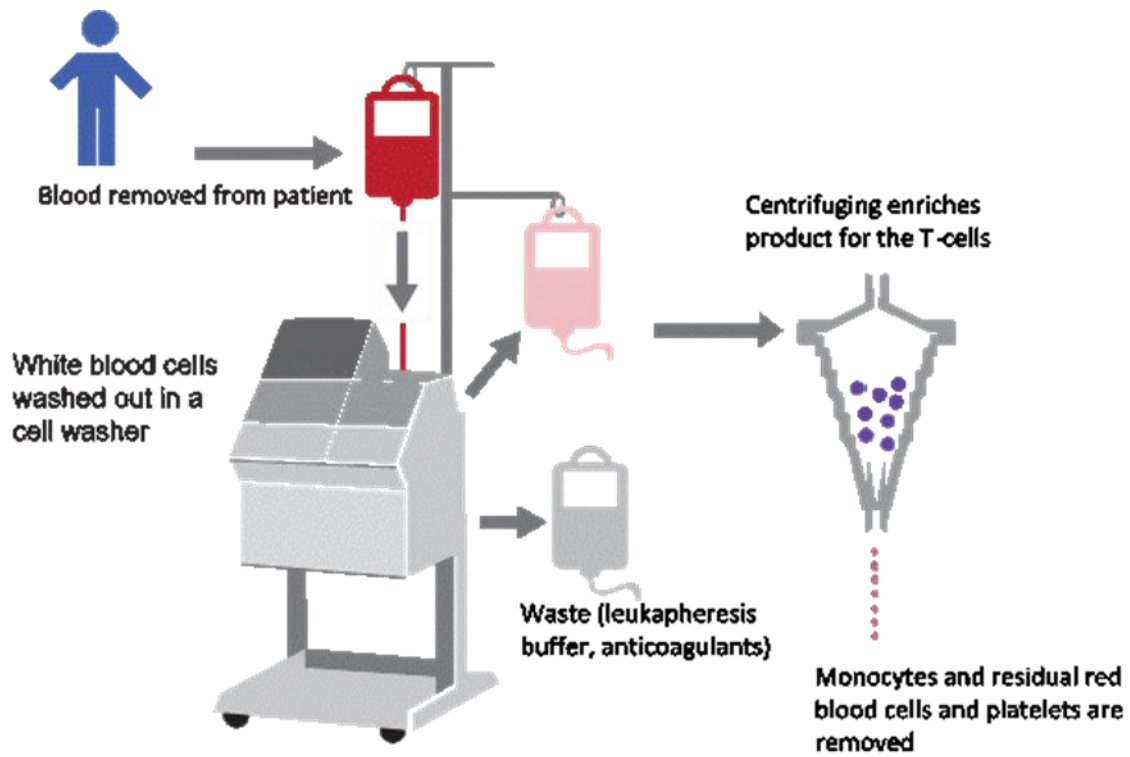 Blood removed from patient
Centrifuging enriches
product for the T-cells
White blood cells
washed out in a
cell washer
Waste (leukapheresis
buffer, anticoagulants)
Monocytes and residual red
blood cells and platelets are
removed